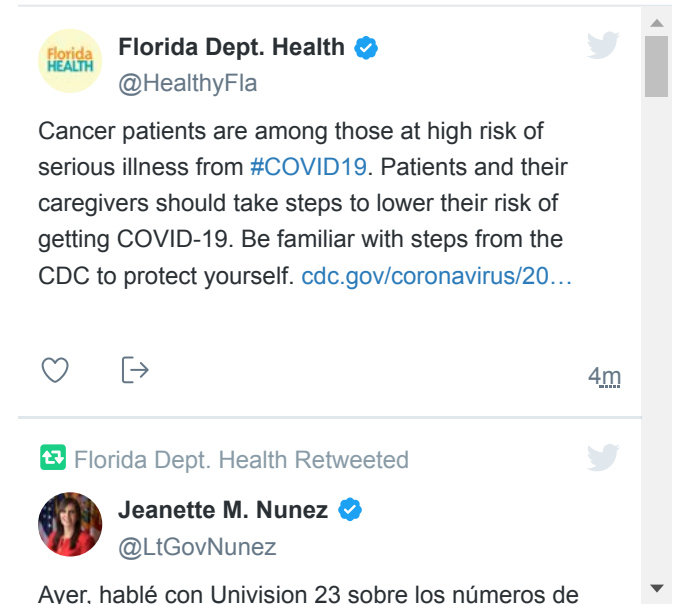 Florida HEALTH
Florida Dept. Health
@HealthyFla
Cancer patients are among those at high risk of
serious illness from #COVID19. Patients and their
caregivers should take steps to lower their risk of
getting COVID-19. Be familiar with steps from the
CDC to protect yourself. cdc.gov/coronavirus/20…
4m
Florida Dept. Health Retweeted
Jeanette M. Nunez
@LtGovNunez
Ayer, hablé con Univision 23 sobre los números de